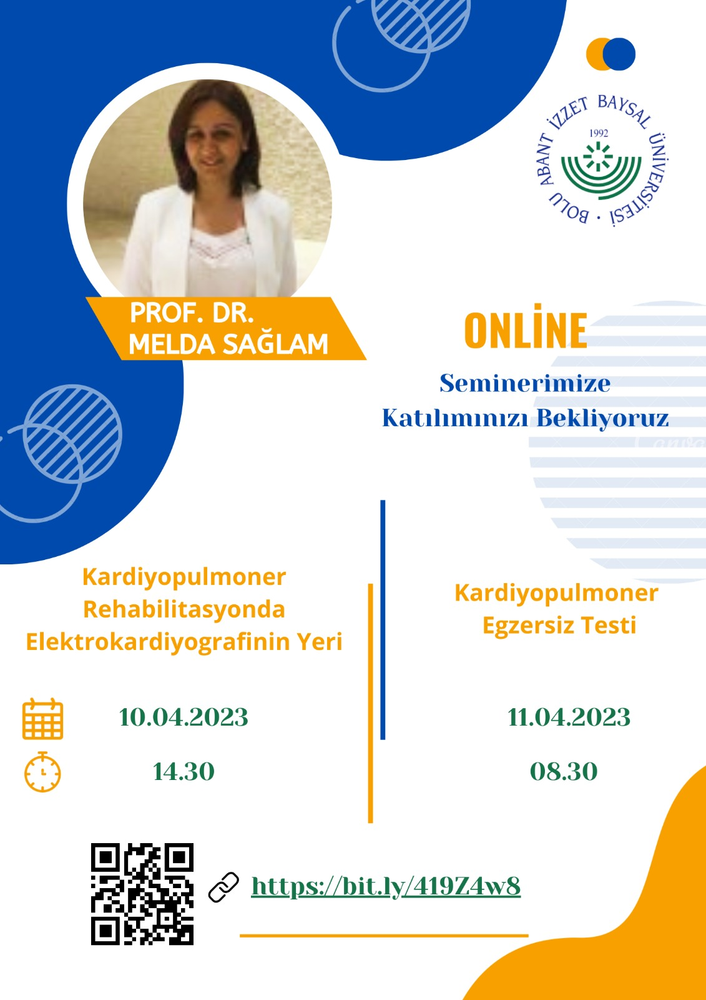 BOLU ABANT İZZET BAYSAL ÜNİVERSİTESİ ·
1992
PROF. DR.
MELDA SAĞLAM
ONLİNE
Seminerimize
Katılımınızı Bekliyoruz
Canva
Kardiyopulmoner
Rehabilitasyonda
Elektrokardiyografinin Yeri
10.04.2023
14.30
Kardiyopulmoner
Egzersiz Testi
11.04.2023
08.30
https://bit.ly/419Z4w8